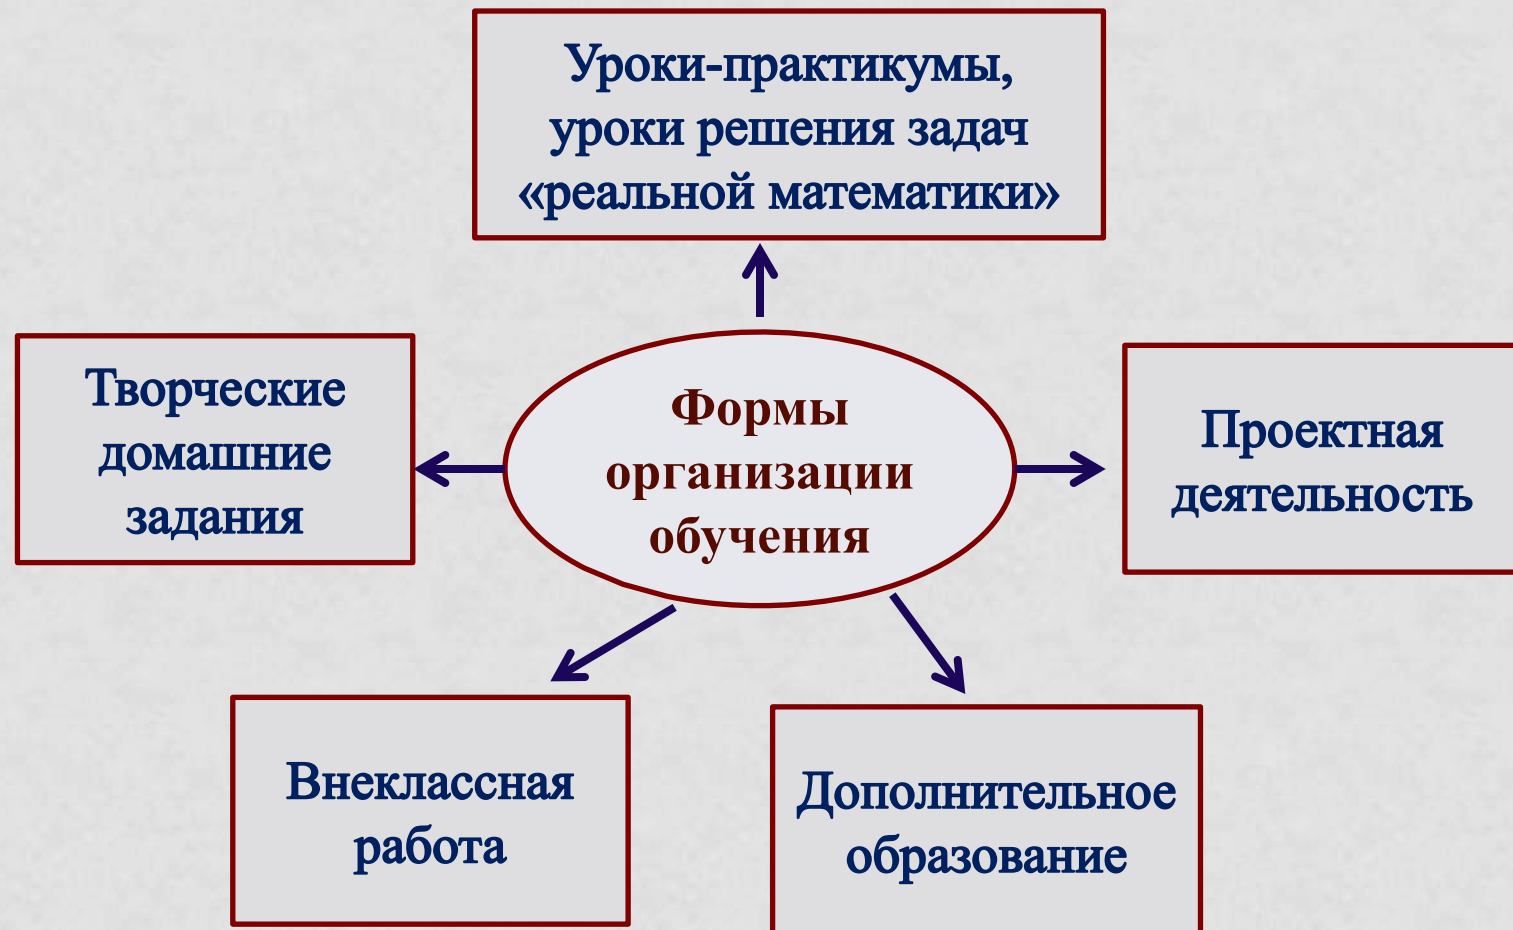 Уроки-практикумы,
уроки решения задач
«реальной математики»
Творческие
домашние
задания
Формы
организации
обучения
Проектная
деятельность
Внеклассная
работа
Дополнительное
образование